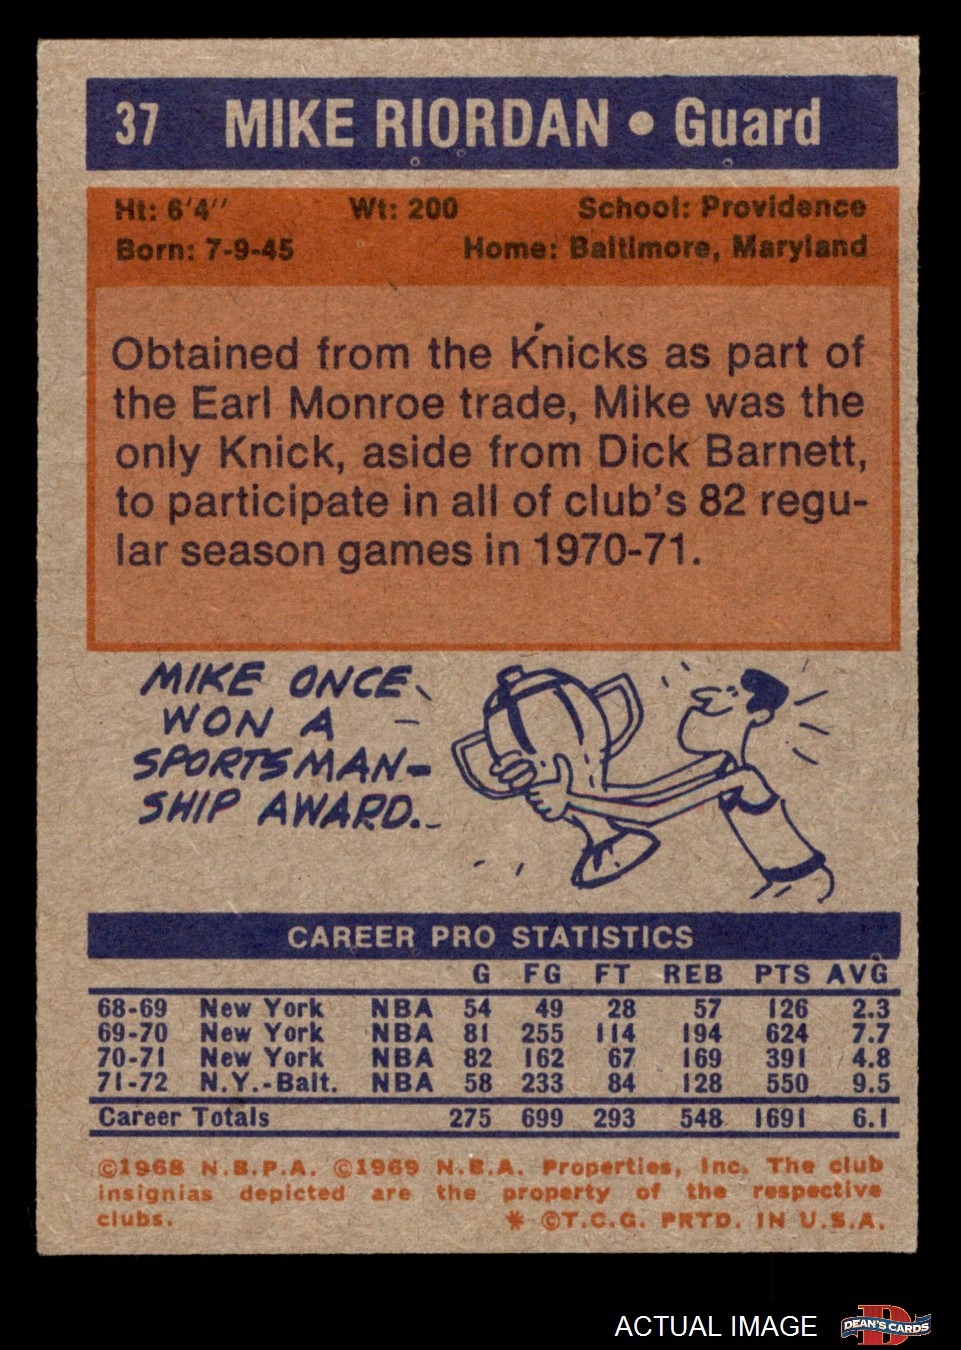 37 MIKE RIORDAN • Guard
Ht: 6'4'' Wt: 200 School: Providence
Born: 7-9-45 Home: Baltimore, Maryland
Obtained from the Knicks as part of
the Earl Monroe trade, Mike was the
only Knick, aside from Dick Barnett,
to participate in all of club's 82 regu-
lar season games in 1970-71.
MIKE ONCE
WON A
SPORTSMAN-
SHIP AWARD..
CAREER PRO STATISTICS
G FG FT REB PTS AVG
68-69 New York NBA 54 49 28 57 126 2.3
69-70 New York NBA 81 255 114 194 624 7.7
70-71 New York NBA 82 162 67 169 391 4.8
71-72 N.Y.-Balt. NBA 58 233 84 128 550 9.5
Career Totals 275 699 293 548 1691 6.1
©1968 N.B.P.A. ©1969 N.B.A. Properties, Inc. The club
insignias depicted are the property of the respective
clubs. * ©T.C.G. PRTD. IN U.S.A.
ACTUAL IMAGE
D
DEAN'S CARDS